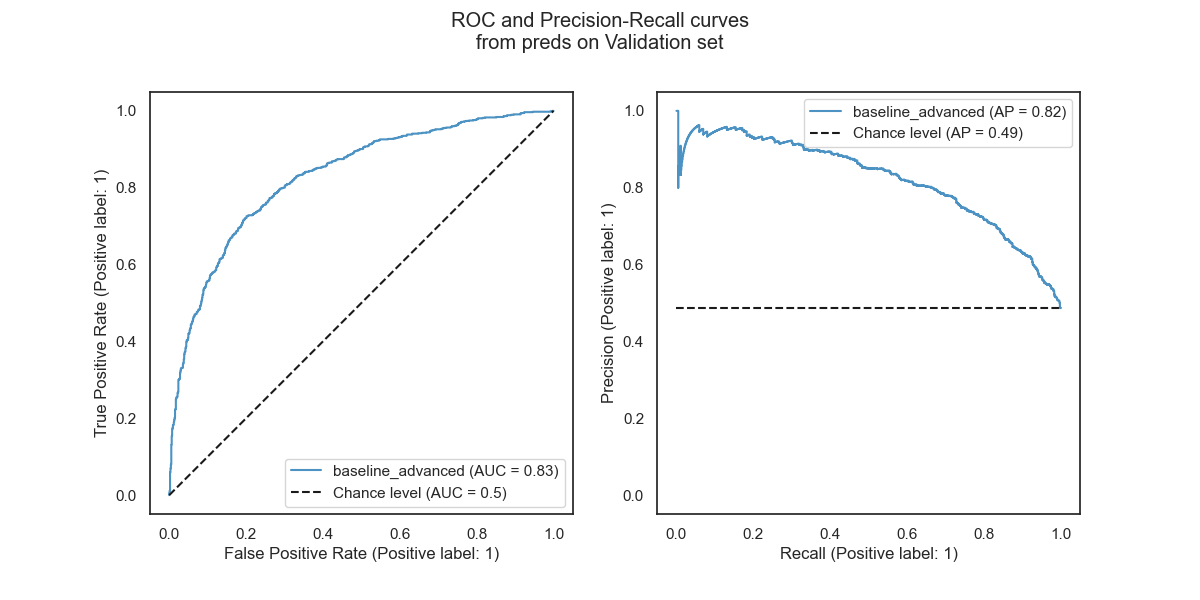 ROC and Precision-Recall curves
from preds on Validation set
True Positive Rate (Positive label: 1)
1.0
0.8
0.6
0.4
0.2
0.0
baseline_advanced (AUC = 0.83)
Chance level (AUC = 0.5)
0.0 0.2 0.4 0.6 0.8 1.0
False Positive Rate (Positive label: 1)
Precision (Positive label: 1)
1.0
0.8
0.6
0.4
0.2
0.0
baseline_advanced (AP = 0.82)
Chance level (AP = 0.49)
0.0 0.2 0.4 0.6 0.8 1.0
Recall (Positive label: 1)